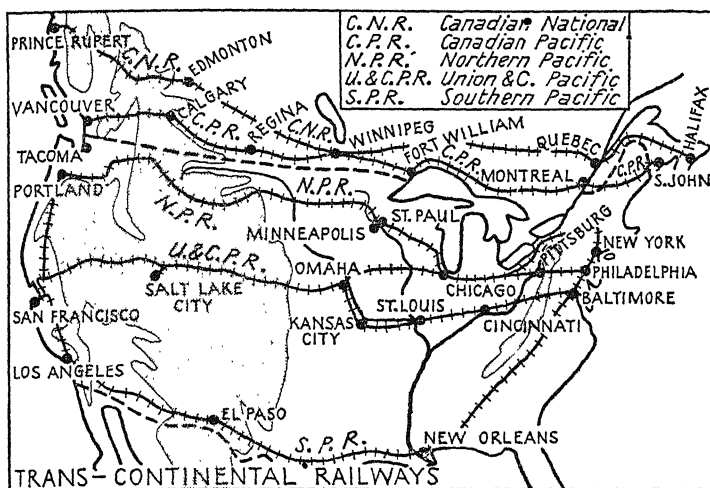 C.N.R. Canadian National
C.P.R. Canadian Pacific
N.P.R. Northern Pacific
U.&C.P.R. Union & C. Pacific
S.P.R. Southern Pacific
PRINCE RUPERT
C.N.R.
EDMONTON
VANCOUVER
CALGARY
C.P.R.
REGINA
C.N.R.
WINNIPEG
FORT WILLIAM
C.P.R.
QUEBEC
HALIFAX
TACOMA
PORTLAND
MONTREAL
C.P.R.
S. JOHN
N.P.R.
N.P.R.
ST. PAUL
MINNEAPOLIS
PITTSBURG
NEW YORK
U.&C.P.R.
SALT LAKE
CITY
OMAHA
CHICAGO
PHILADELPHIA
BALTIMORE
SAN FRANCISCO
KANSAS
CITY
ST. LOUIS
CINCINNATI
LOS ANGELES
EL PASO
S.P.R.
NEW ORLEANS
TRANS-CONTINENTAL RAILWAYS